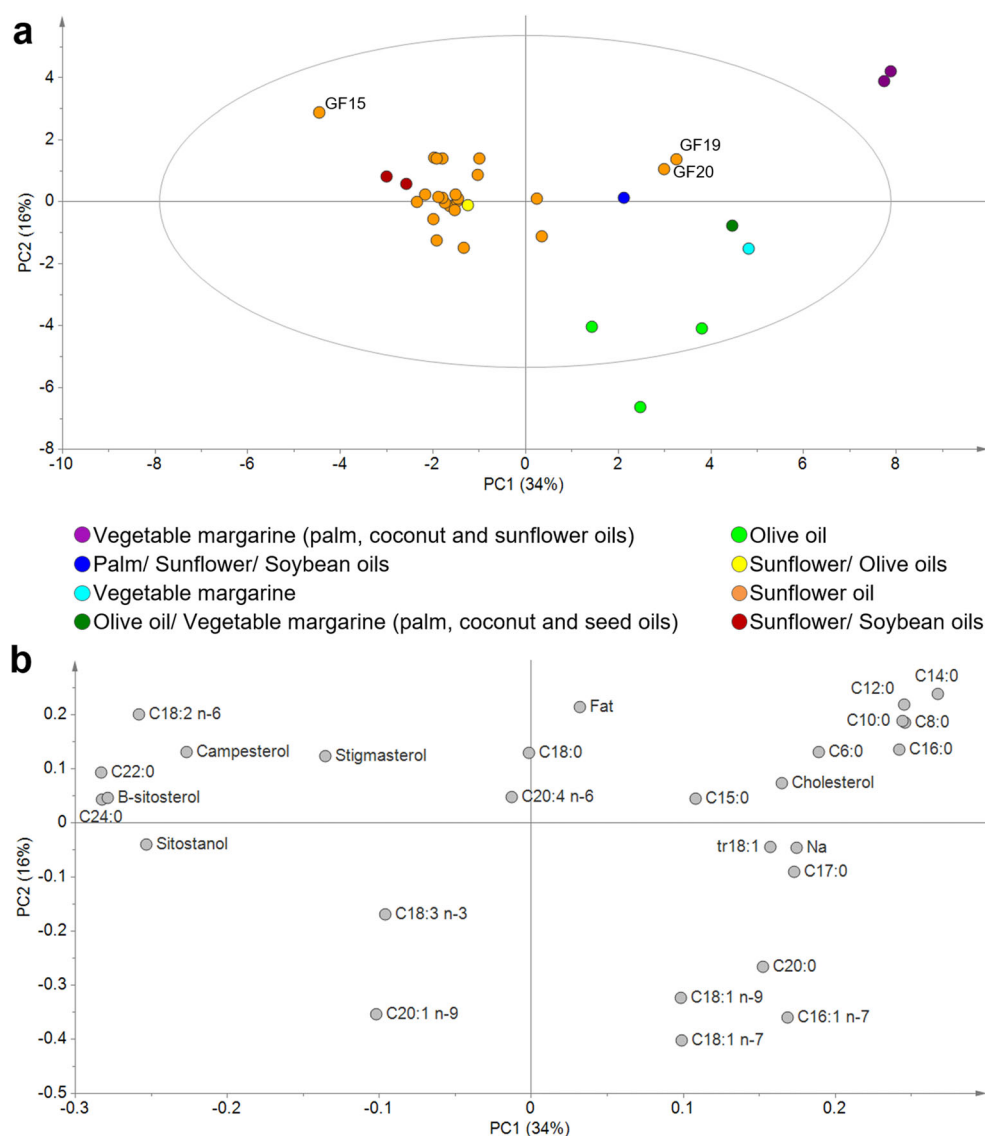 a
4
2
0
-2
-4
-6
-8
PC2 (16%)
GF15
GF19
GF20
-10 -8 -6 -4 -2 0 2 4 6 8
PC1 (34%)
Vegetable margarine (palm, coconut and sunflower oils)
Palm/ Sunflower/ Soybean oils
Vegetable margarine
Olive oil/ Vegetable margarine (palm, coconut and seed oils)
Olive oil
Sunflower/ Olive oils
Sunflower oil
Sunflower/ Soybean oils
b
0.2
0.1
0
-0.1
-0.2
-0.3
-0.4
-0.5
PC2 (16%)
C14:0
C12:0
C18:2 n-6
Fat
C10:0 C8:0
Campesterol
Stigmasterol
C18:0
C6:0
C16:0
C22:0
Cholesterol
B-sitosterol
C20:4 n-6
C15:0
C24:0
Sitostanol
tr18:1
Na
C17:0
C18:3 n-3
C20:0
C18:1 n-9
C20:1 n-9
C16:1 n-7
C18:1 n-7
-0.3 -0.2 -0.1 0 0.1 0.2
PC1 (34%)